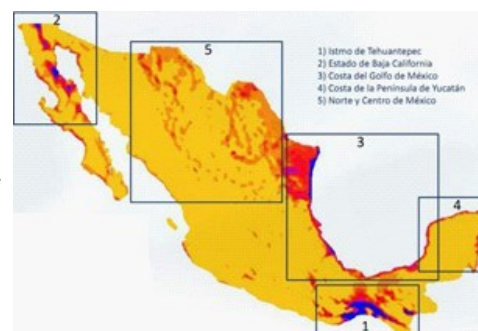 2
5
1) Istmo de Tehuantepec
2) Estado de Baja California
3) Costa del Golfo de México
4) Costa de la Península de Yucatán
5) Norte y Centro de México
3
4
1